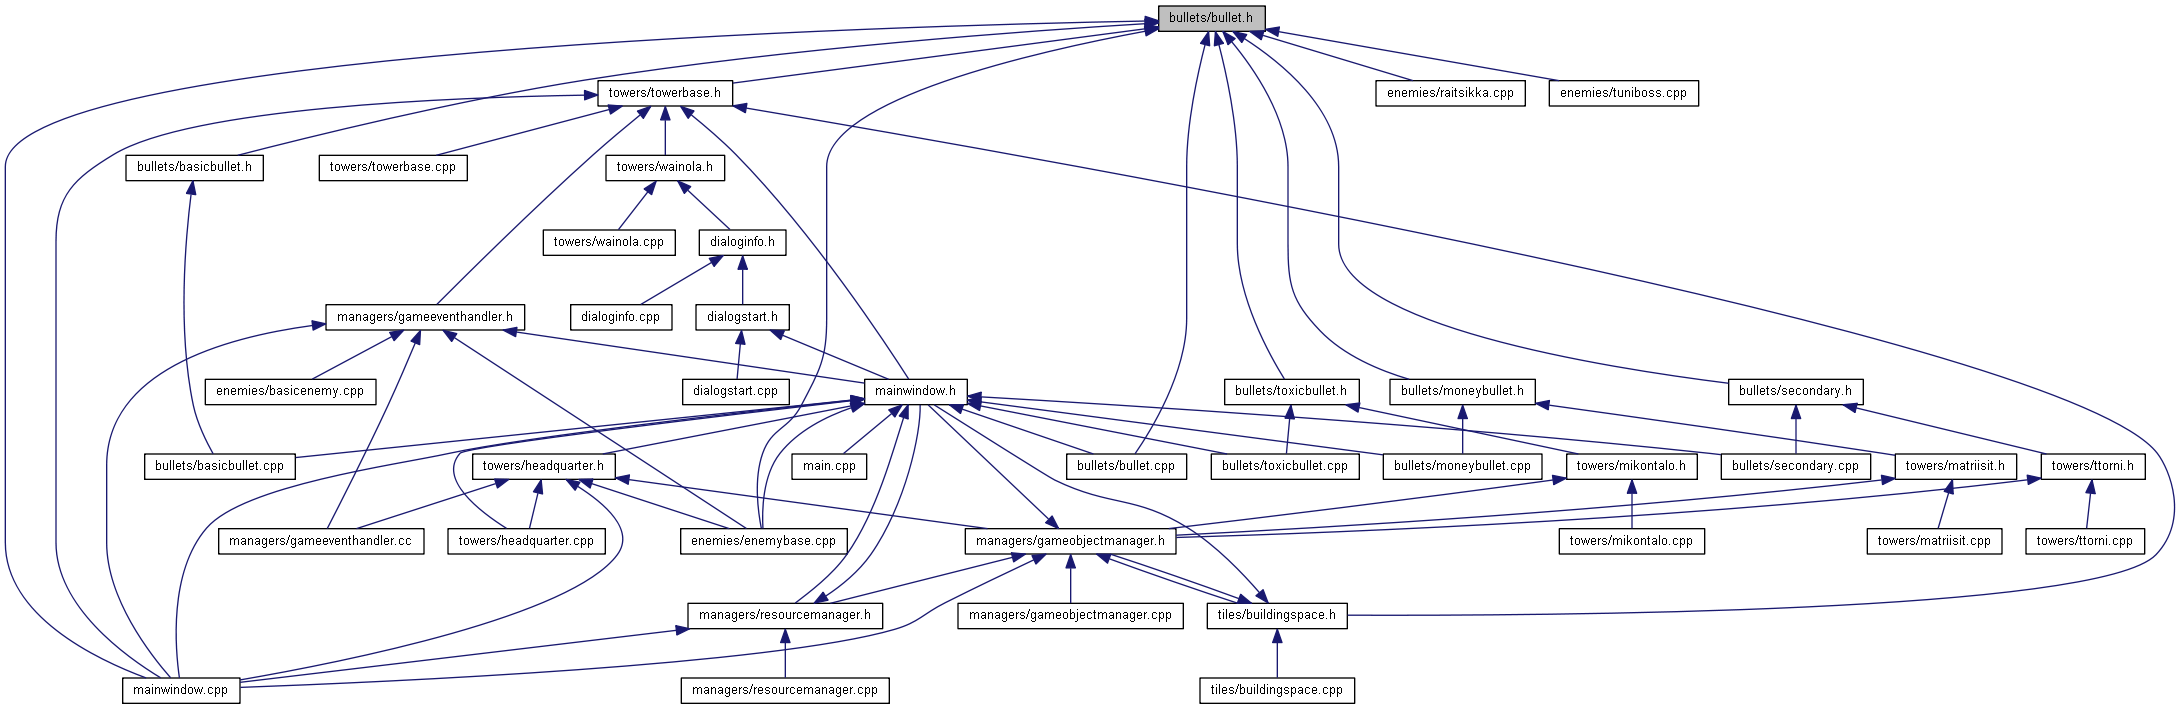 bullets/bullet.h
towers/towerbase.h
enemies/raitsikka.cpp
enemies/tuniboss.cpp
bullets/basicbullet.h
towers/towerbase.cpp
towers/wainola.h
towers/wainola.cpp
dialoginfo.h
managers/gameeventhandler.h
dialoginfo.cpp
dialogstart.h
enemies/basicenemy.cpp
dialogstart.cpp
mainwindow.h
bullets/toxicbullet.h
bullets/moneybullet.h
bullets/secondary.h
bullets/basicbullet.cpp
towers/headquarter.h
main.cpp
bullets/bullet.cpp
bullets/toxicbullet.cpp
bullets/moneybullet.cpp
towers/mikontalo.h
bullets/secondary.cpp
towers/matriisit.h
towers/ttorni.h
managers/gameeventhandler.cc
towers/headquarter.cpp
enemies/enemybase.cpp
managers/gameobjectmanager.h
towers/mikontalo.cpp
towers/matriisit.cpp
towers/ttorni.cpp
managers/resourcemanager.h
managers/gameobjectmanager.cpp
tiles/buildingspace.h
mainwindow.cpp
managers/resourcemanager.cpp
tiles/buildingspace.cpp